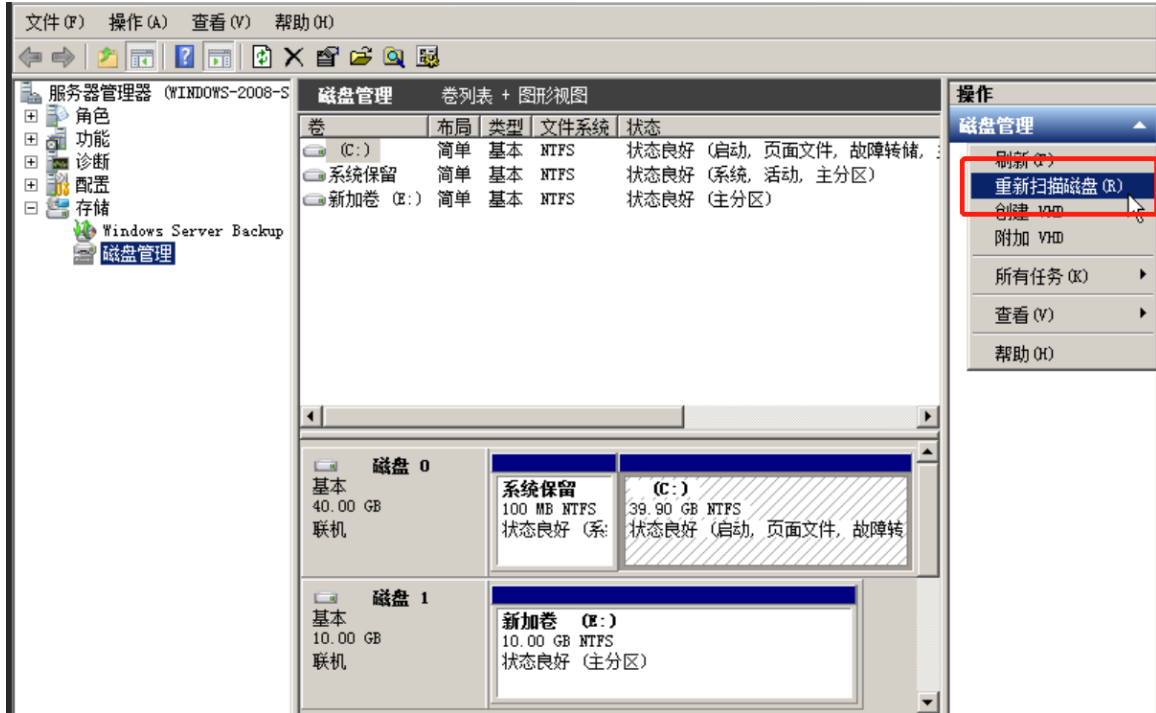 文件(F) 操作(A) 查看(V) 帮助(H)
服务器管理器 (WINDOWS-2008-S
角色
功能
诊断
配置
存储
Windows Server Backup
磁盘管理
磁盘管理 卷列表 + 图形视图
卷 布局 类型 文件系统 状态
(C:) 简单 基本 NTFS 状态良好 (启动, 页面文件, 故障转储,
系统保留 简单 基本 NTFS 状态良好 (系统, 活动, 主分区)
新加卷 (E:) 简单 基本 NTFS 状态良好 (主分区)
磁盘 0
基本
40.00 GB
联机
系统保留
100 MB NTFS
状态良好 (系
(C:)
39.90 GB NTFS
状态良好 (启动, 页面文件, 故障转
磁盘 1
基本
10.00 GB
联机
新加卷 (E:)
10.00 GB NTFS
状态良好 (主分区)
操作
磁盘管理
刷新(F)
重新扫描磁盘(R)
创建 VHD
附加 VHD
所有任务(K)
查看(V)
帮助(H)